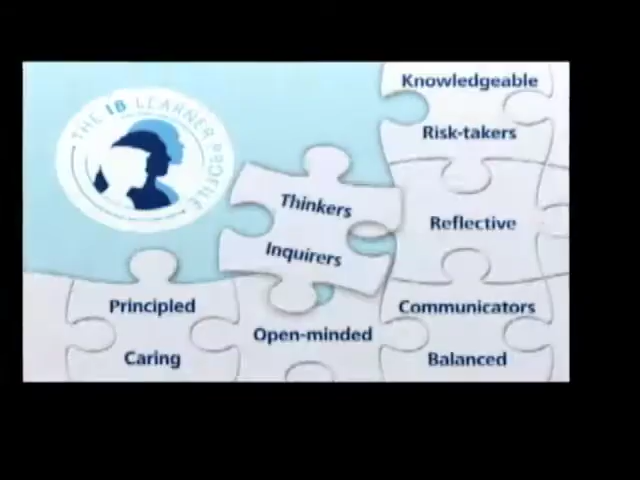 THE IB LEARNER PROFILE
Knowledgeable
Risk-takers
Thinkers
Reflective
Inquirers
Principled
Communicators
Open-minded
Caring
Balanced